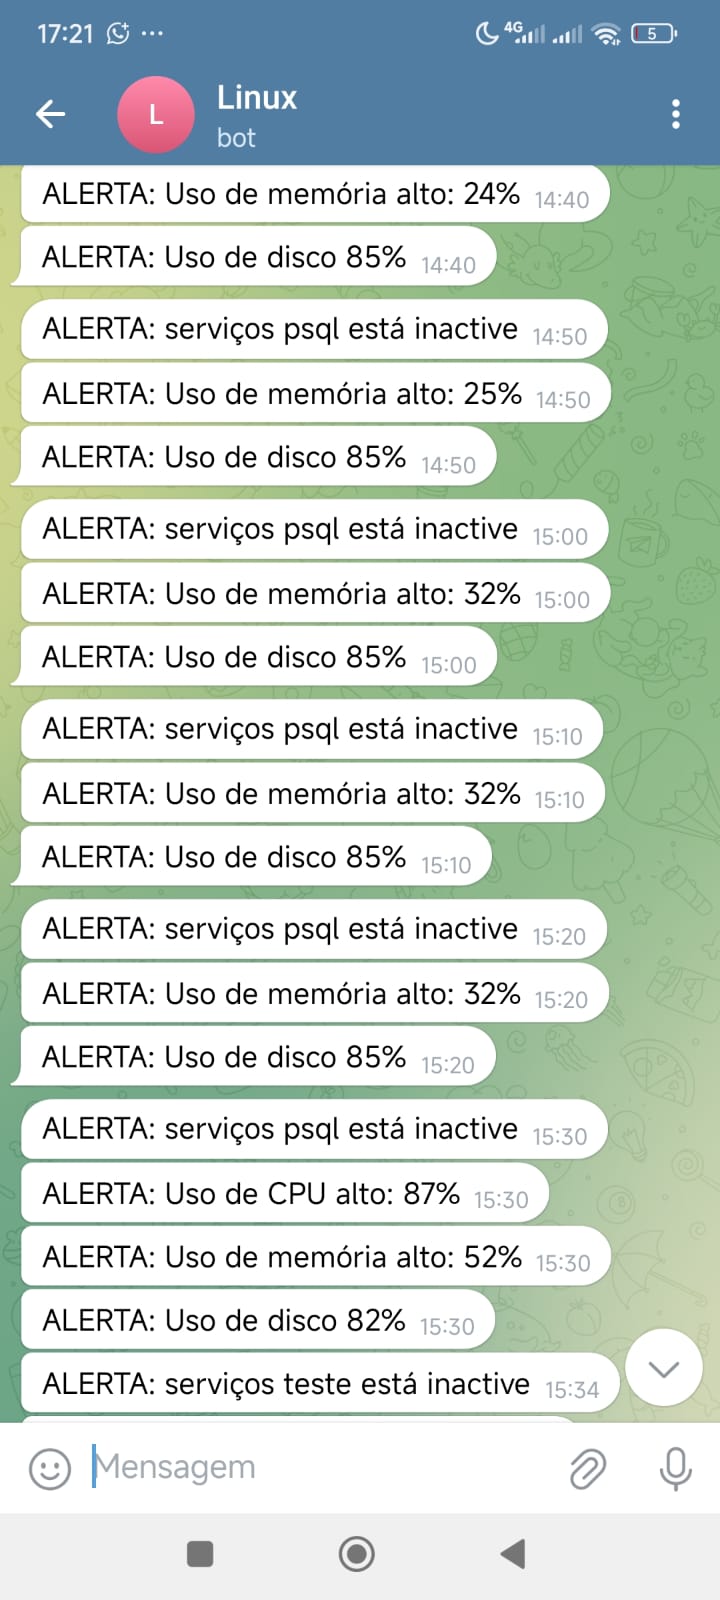 17:21
4G
5
L
Linux
bot
ALERTA: Uso de memória alto: 24% 14:40
ALERTA: Uso de disco 85% 14:40
ALERTA: serviços psql está inactive 14:50
ALERTA: Uso de memória alto: 25% 14:50
ALERTA: Uso de disco 85% 14:50
ALERTA: serviços psql está inactive 15:00
ALERTA: Uso de memória alto: 32% 15:00
ALERTA: Uso de disco 85% 15:00
ALERTA: serviços psql está inactive 15:10
ALERTA: Uso de memória alto: 32% 15:10
ALERTA: Uso de disco 85% 15:10
ALERTA: serviços psql está inactive 15:20
ALERTA: Uso de memória alto: 32% 15:20
ALERTA: Uso de disco 85% 15:20
ALERTA: serviços psql está inactive 15:30
ALERTA: Uso de CPU alto: 87% 15:30
ALERTA: Uso de memória alto: 52% 15:30
ALERTA: Uso de disco 82% 15:30
ALERTA: serviços teste está inactive 15:34
Mensagem